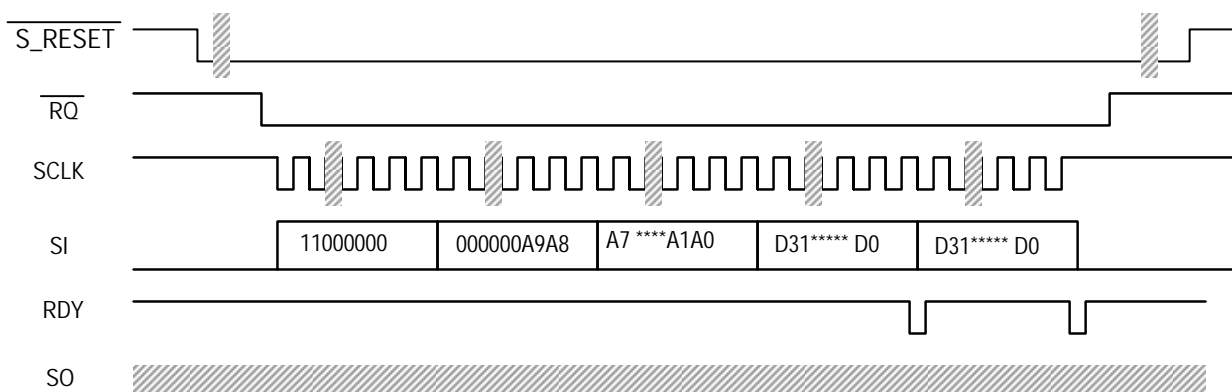 S_RESET
RQ
SCLK
SI 11000000 000000A9A8 A7 ****A1A0 D31***** D0 D31***** D0
RDY
SO